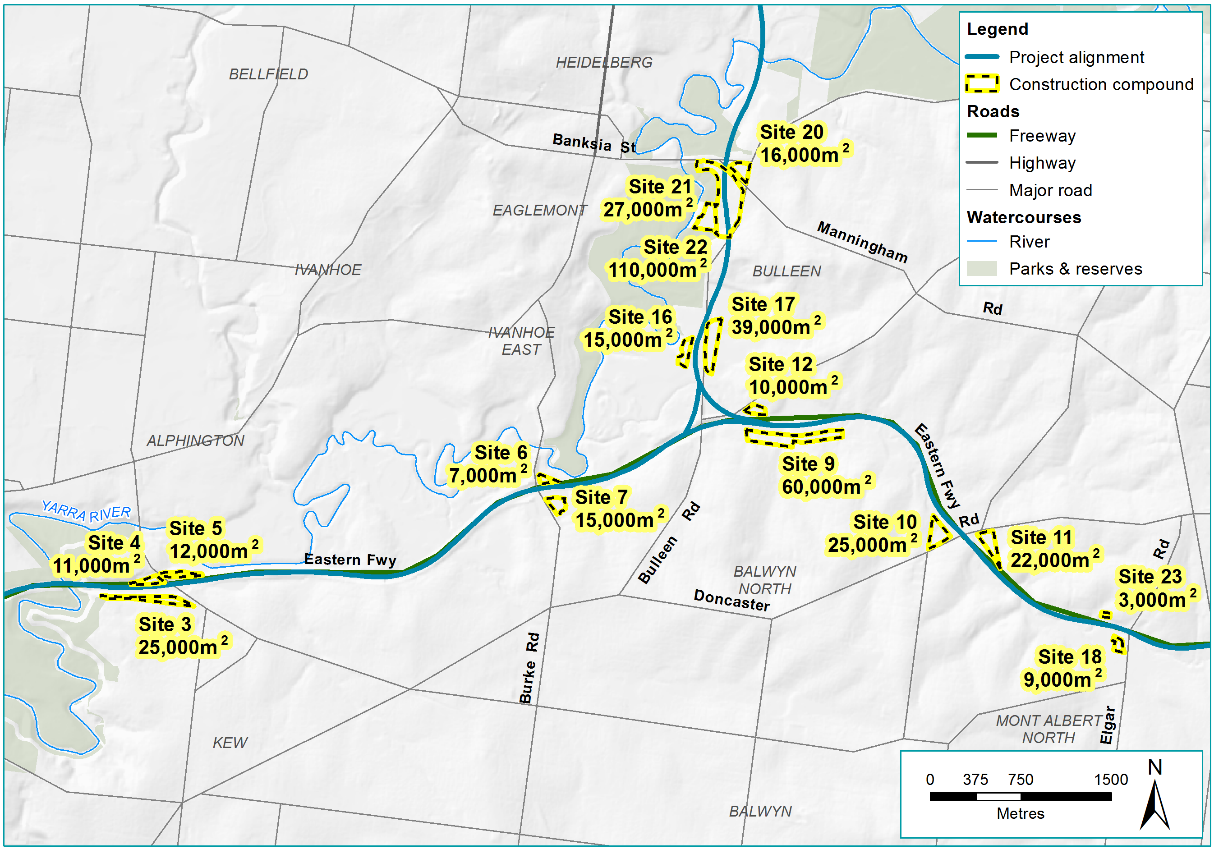 Legend
Project alignment
Construction compound
Roads
Freeway
Highway
Major road
Watercourses
River
Parks & reserves
HEIDELBERG
BELLFIELD
Banksia St
Site 20
16,000m²
Site 21
27,000m²
EAGLEMONT
Site 22
110,000m²
Manningham
Rd
IVANHOE
BULLEEN
Site 17
39,000m²
Site 16
15,000m²
IVANHOE
EAST
Site 12
10,000m²
ALPHINGTON
Site 6
7,000m²
Site 9
60,000m²
Eastern Fwy
Site 7
15,000m²
Bulleen Rd
YARRA RIVER
Site 5
12,000m²
Site 4
11,000m²
Eastern Fwy
Site 10
25,000m²
Rd
Site 11
22,000m²
Rd
BALWYN
NORTH
Doncaster
Site 23
3,000m²
Site 3
25,000m²
Burke Rd
Site 18
9,000m²
Elgar
MONT ALBERT
NORTH
KEW
BALWYN
0 375 750 1500
Metres
N